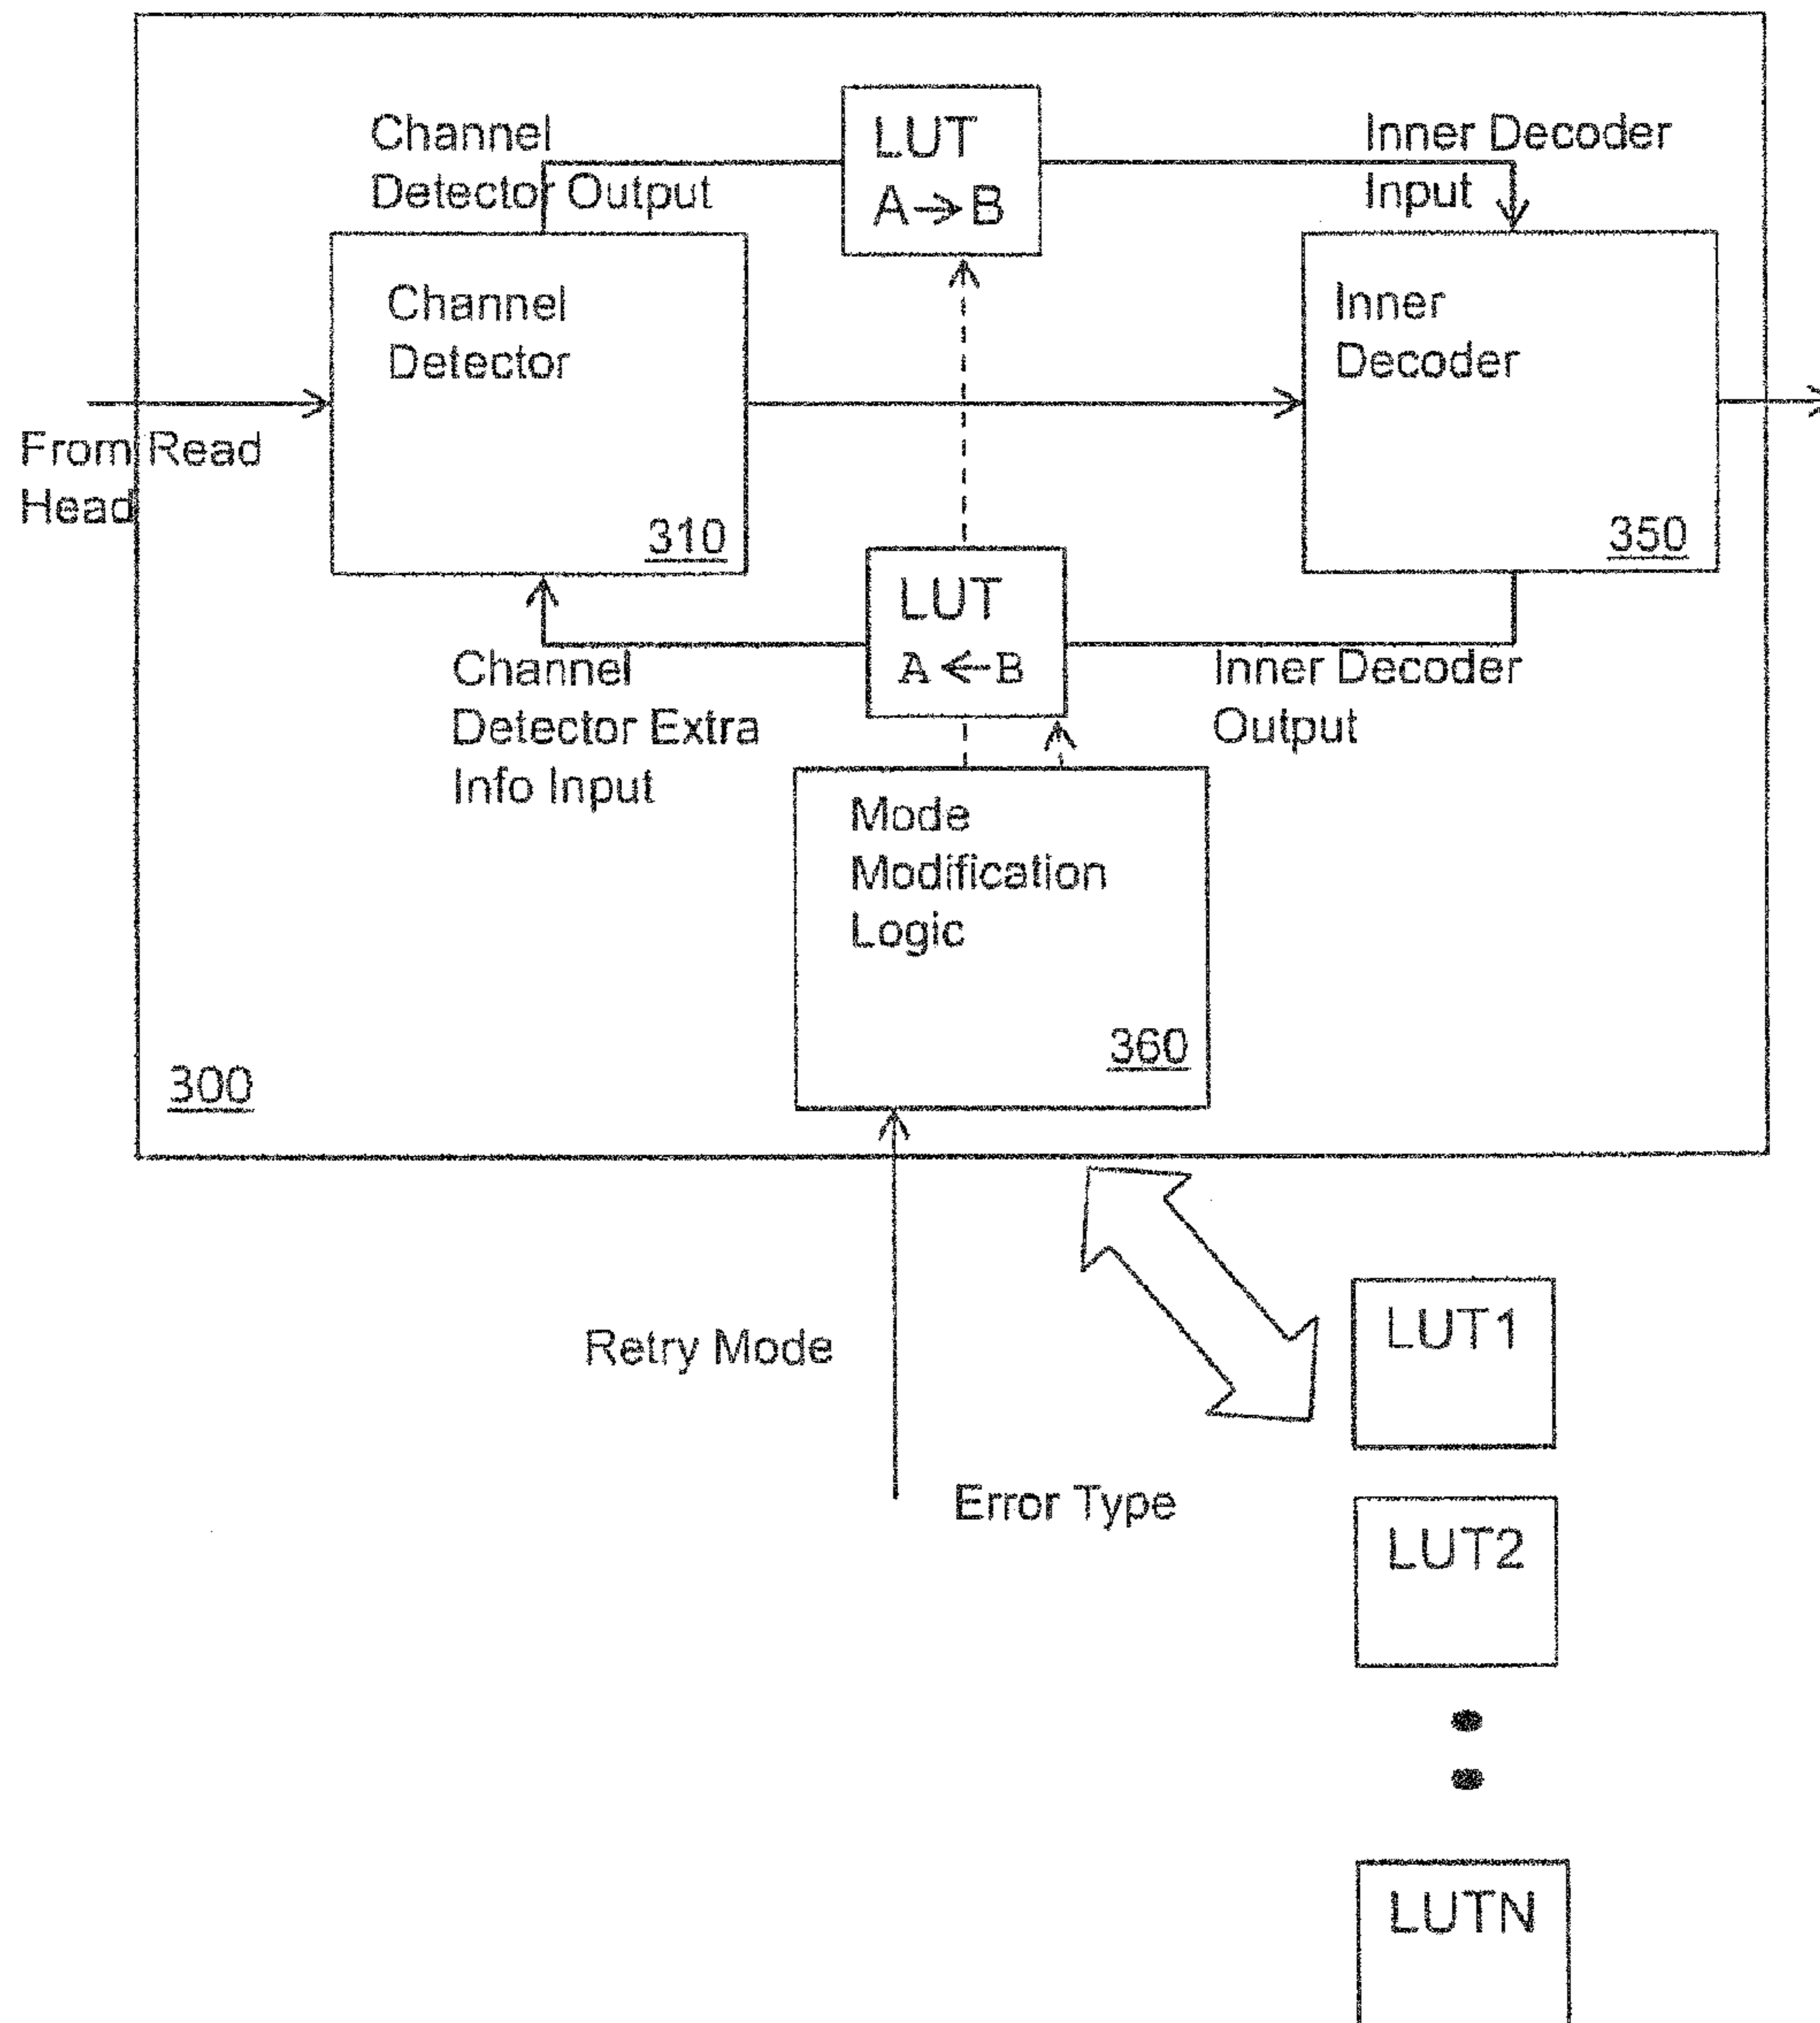 Channel
Detector Output
LUT
A→B
Inner Decoder
Input
Channel
Detector
310
Inner
Decoder
350
From Read
Head
LUT
A←B
Channel
Detector Extra
Info Input
Inner Decoder
Output
Mode
Modification
Logic
360
300
Retry Mode
Error Type
LUT1
LUT2
LUTN